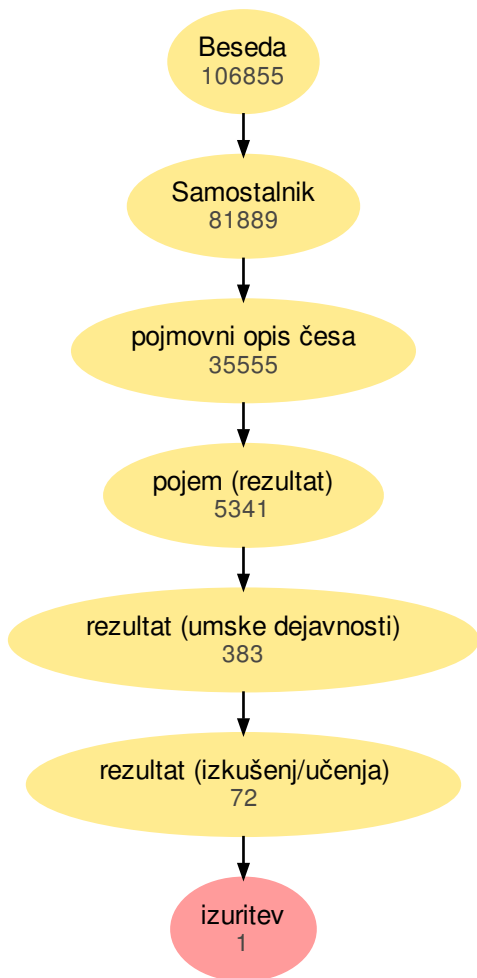 Beseda
106855
Samostalnik
81889
pojmovni opis česa
35555
pojem (rezultat)
5341
rezultat (umske dejavnosti)
383
rezultat (izkušenj/učenja)
72
izuritev
1